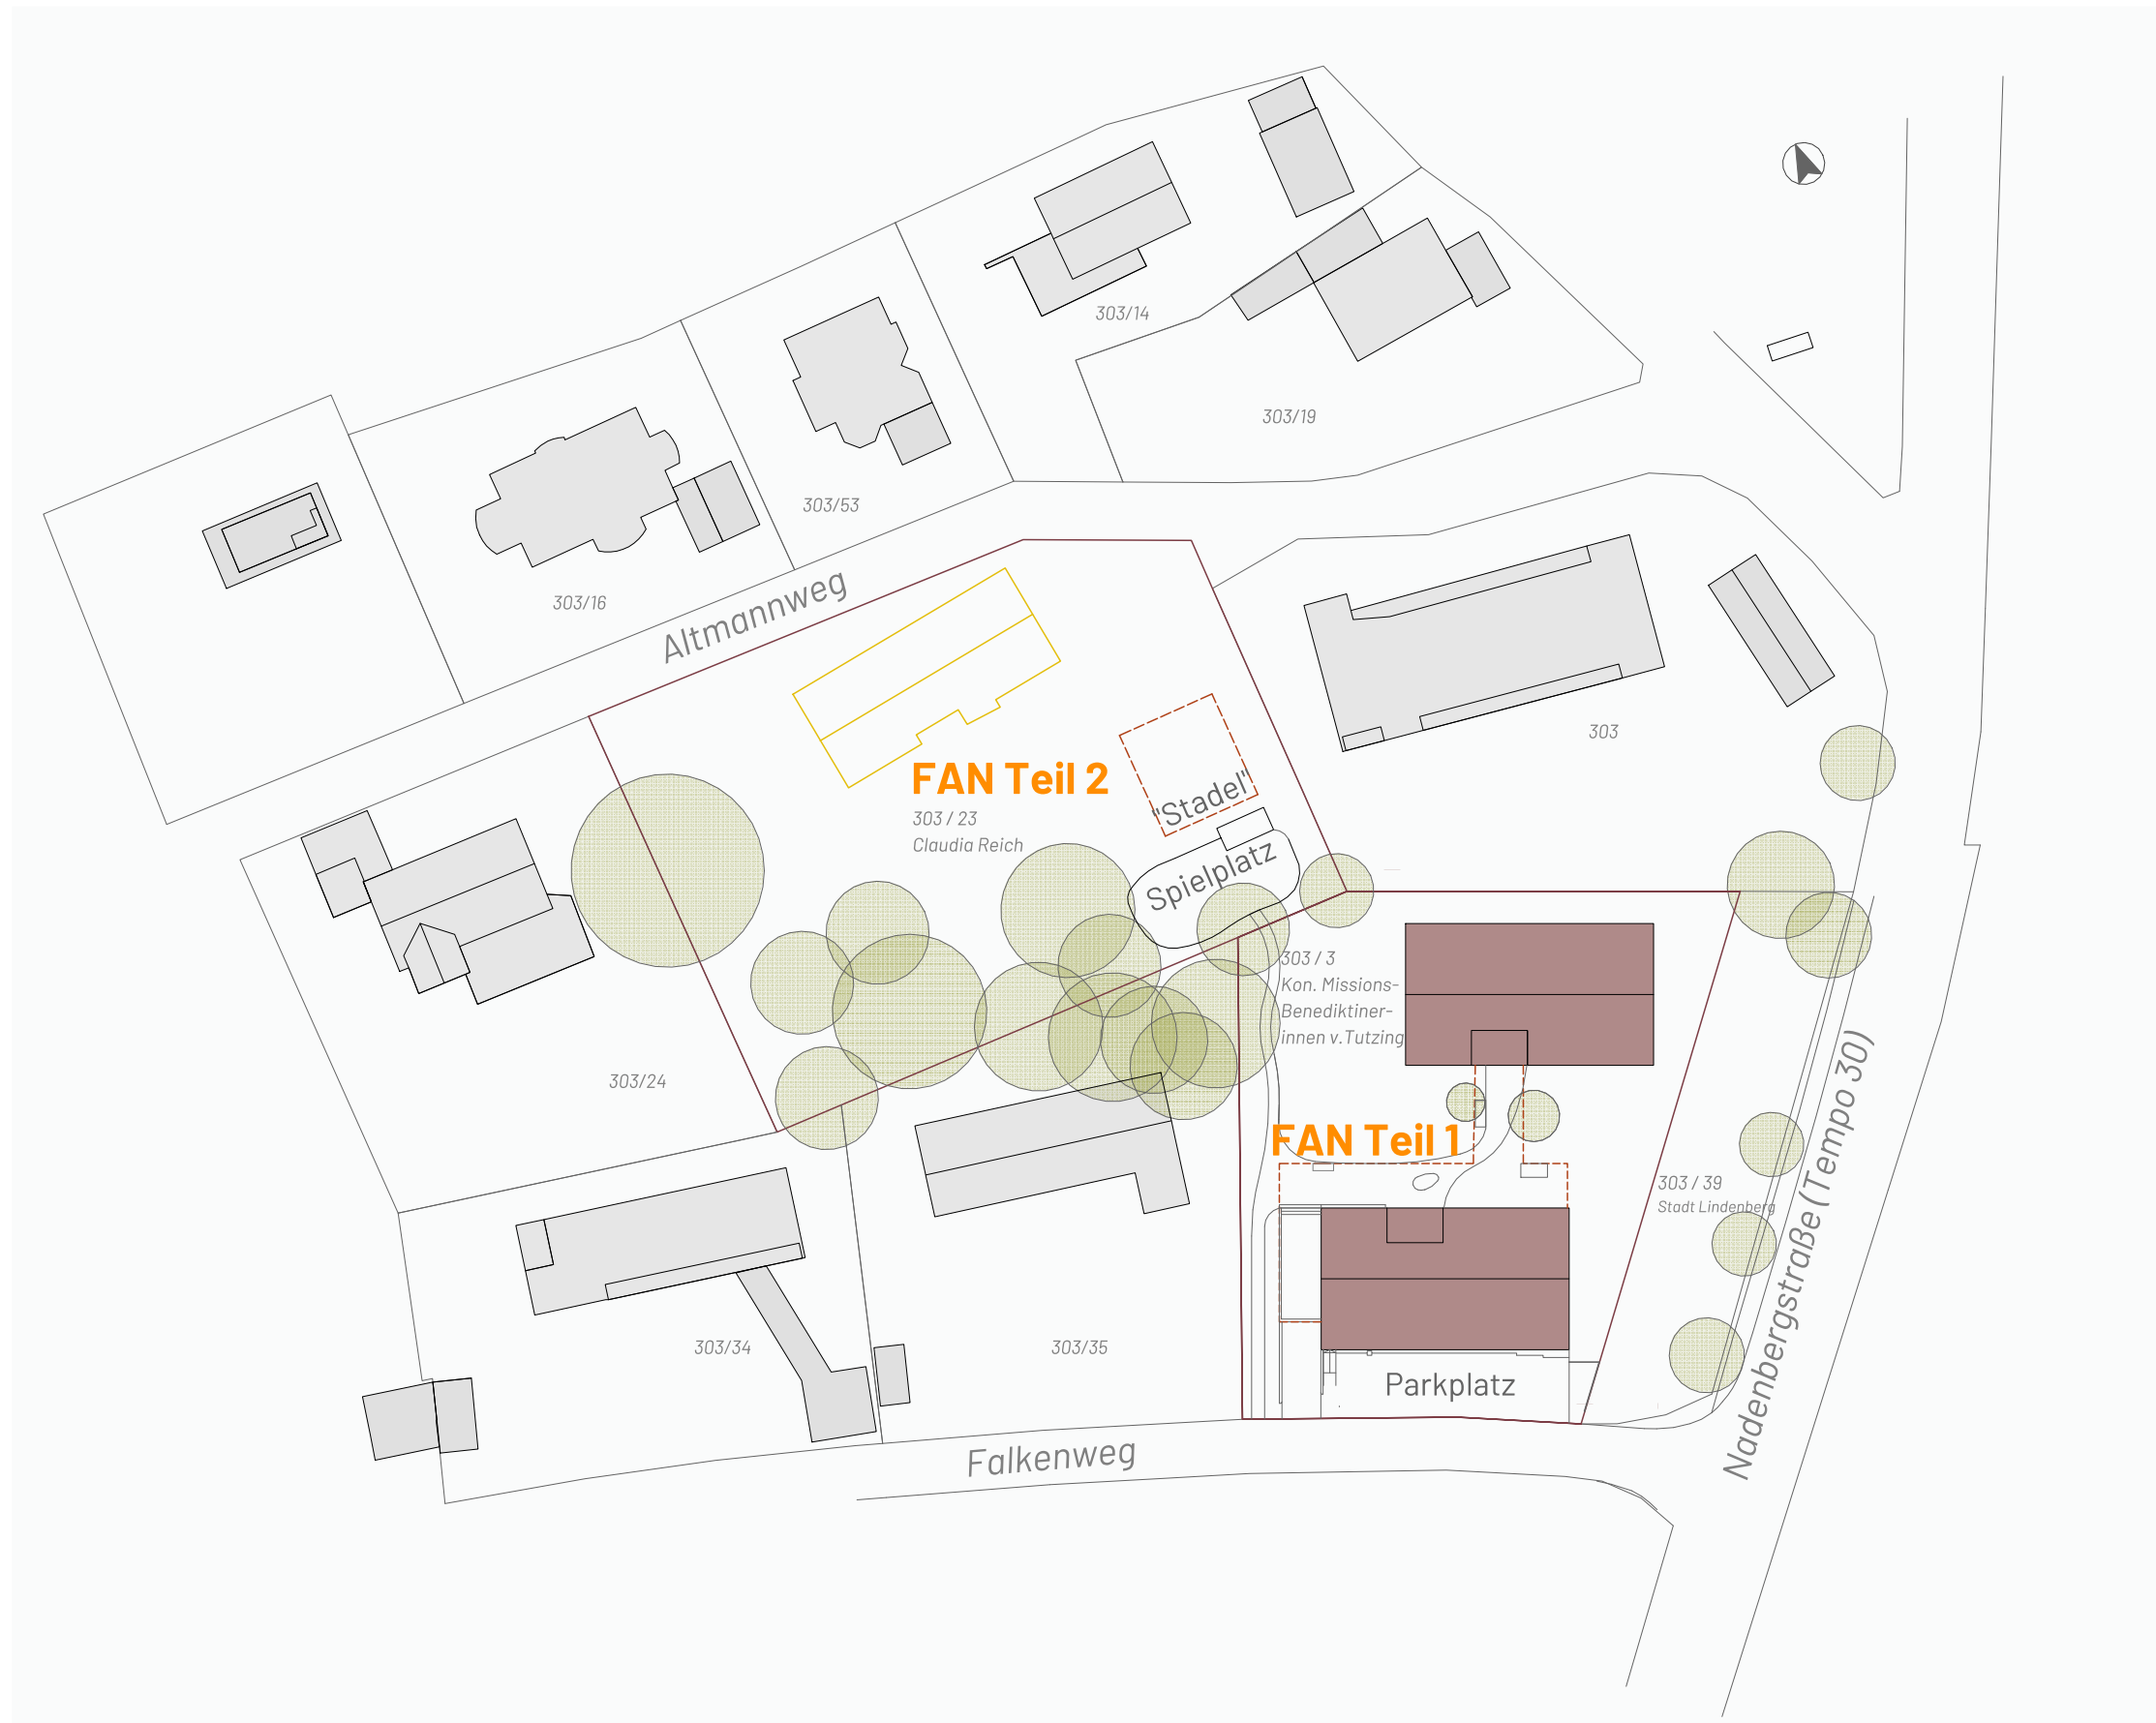 303/14
303/19
303/53
303/16
Altmannweg
303
FAN Teil 2
303 / 23
Claudia Reich
"Stadel"
Spielplatz
303 / 3
Kon. Missions-
Benediktiner-
innen v.Tutzing
303/24
FAN Teil 1
303 / 39
Stadt Lindenberg
Nadenbergstraße (Tempo 30)
303/34
303/35
Parkplatz
Falkenweg